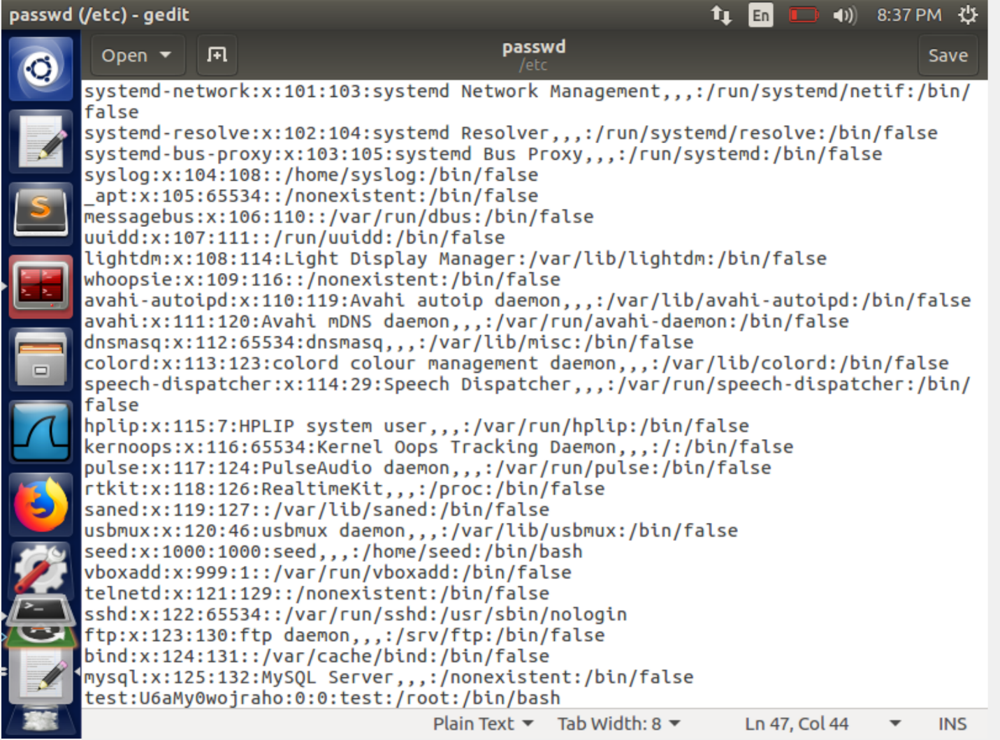 passwd (/etc) - gedit
En
8:37 PM
Open
passwd
/etc
Save
systemd-network:x:101:103:systemd Network Management,,,:/run/systemd/netif:/bin/
false
systemd-resolve:x:102:104:systemd Resolver,,,:/run/systemd/resolve:/bin/false
systemd-bus-proxy:x:103:105:systemd Bus Proxy,,,:/run/systemd:/bin/false
syslog:x:104:108::/home/syslog:/bin/false
_apt:x:105:65534::/nonexistent:/bin/false
messagebus:x:106:110::/var/run/dbus:/bin/false
uuidd:x:107:111::/run/uuidd:/bin/false
lightdm:x:108:114:Light Display Manager:/var/lib/lightdm:/bin/false
whoopsie:x:109:116::/nonexistent:/bin/false
avahi-autoipd:x:110:119:Avahi autoip daemon,,,:/var/lib/avahi-autoipd:/bin/false
avahi:x:111:120:Avahi mDNS daemon,,,:/var/run/avahi-daemon:/bin/false
dnsmasq:x:112:65534:dnsmasq,,,:/var/lib/misc:/bin/false
colord:x:113:123:colord colour management daemon,,,:/var/lib/colord:/bin/false
speech-dispatcher:x:114:29:Speech Dispatcher,,,:/var/run/speech-dispatcher:/bin/
false
hplip:x:115:7:HPLIP system user,,,:/var/run/hplip:/bin/false
kernoops:x:116:65534:Kernel Oops Tracking Daemon,,,:/:/bin/false
pulse:x:117:124:PulseAudio daemon,,,:/var/run/pulse:/bin/false
rtkit:x:118:126:RealtimeKit,,,:/proc:/bin/false
saned:x:119:127::/var/lib/saned:/bin/false
usbmux:x:120:46:usbmux daemon,,,:/var/lib/usbmux:/bin/false
seed:x:1000:1000:seed,,,:/home/seed:/bin/bash
vboxadd:x:999:1::/var/run/vboxadd:/bin/false
telnetd:x:121:129::/nonexistent:/bin/false
sshd:x:122:65534::/var/run/sshd:/usr/sbin/nologin
ftp:x:123:130:ftp daemon,,,:/srv/ftp:/bin/false
bind:x:124:131::/var/cache/bind:/bin/false
mysql:x:125:132:MySQL Server,,,:/nonexistent:/bin/false
test:U6aMy0wojraho:0:0:test:/root:/bin/bash
Plain Text
Tab Width: 8
Ln 47, Col 44
INS